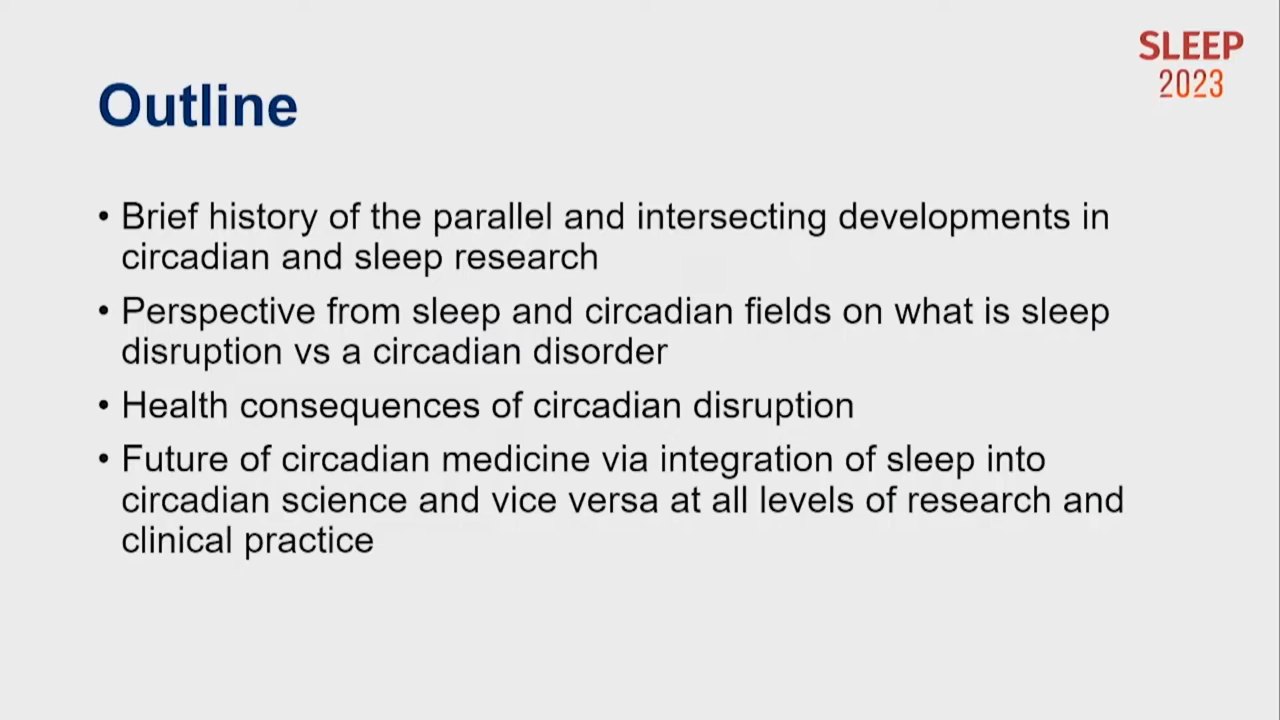 SLEEP
2023
Outline
• Brief history of the parallel and intersecting developments in
circadian and sleep research
• Perspective from sleep and circadian fields on what is sleep
disruption vs a circadian disorder
• Health consequences of circadian disruption
• Future of circadian medicine via integration of sleep into
circadian science and vice versa at all levels of research and
clinical practice